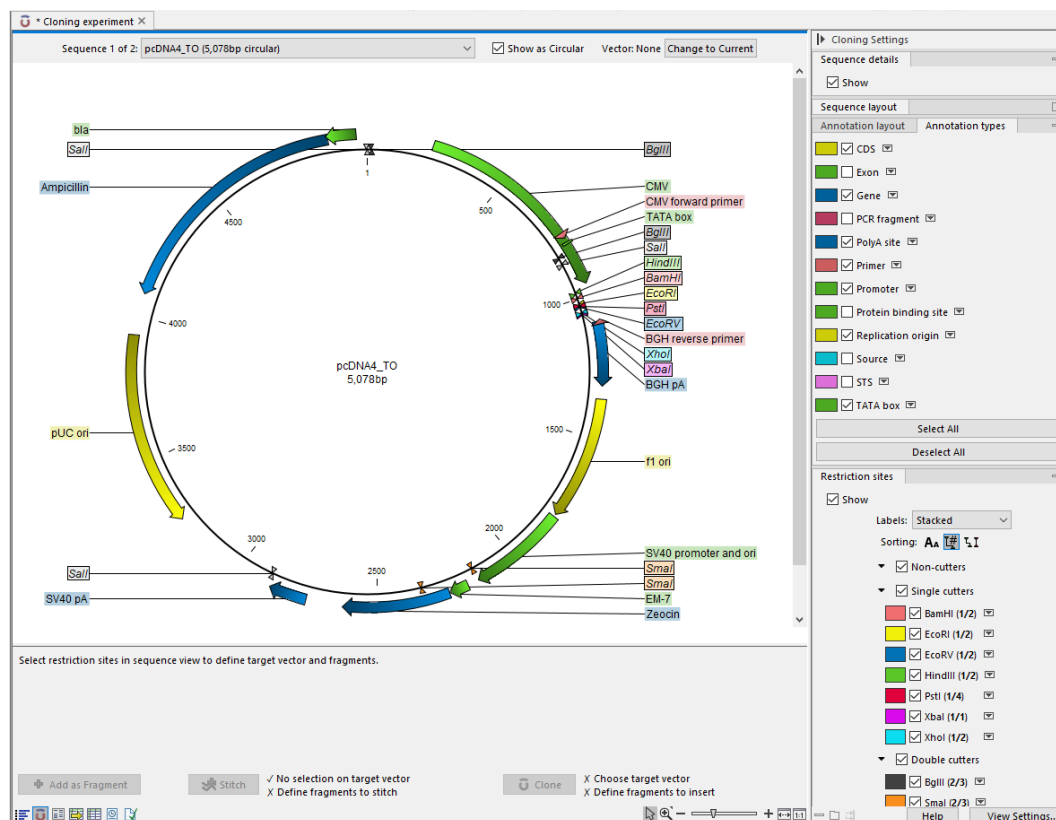 * Cloning experiment
Sequence 1 of 2: pcDNA4_TO (5,078bp circular) Show as Circular Vector: None Change to Current
bla
SalI
Ampicillin
BglII
CMV
CMV forward primer
TATA box
BglII
SalI
HindIII
BamHI
EcoRI
PstI
EcoRV
BGH reverse primer
XhoI
XbaI
BGH pA
f1 ori
SV40 promoter and ori
SmaI
SmaI
EM-7
Zeocin
SalI
SV40 pA
pUC ori
1
500
1000
1500
2000
2500
3000
3500
4000
4500
pcDNA4_TO
5,078bp
Select restriction sites in sequence view to define target vector and fragments.
Add as Fragment
Stitch
✓ No selection on target vector
X Define fragments to stitch
Clone
X Choose target vector
X Define fragments to insert
Cloning Settings
Sequence details
Show
Sequence layout
Annotation layout Annotation types
CDS
Exon
Gene
PCR fragment
PolyA site
Primer
Promoter
Protein binding site
Replication origin
Source
STS
TATA box
Select All
Deselect All
Restriction sites
Show
Labels: Stacked
Sorting:
Non-cutters
Single cutters
BamHI (1/2)
EcoRI (1/2)
EcoRV (1/2)
HindIII (1/2)
PstI (1/4)
XbaI (1/1)
XhoI (1/2)
Double cutters
BglII (2/3)
SmaI (2/3)
1:1
Help View Settings...